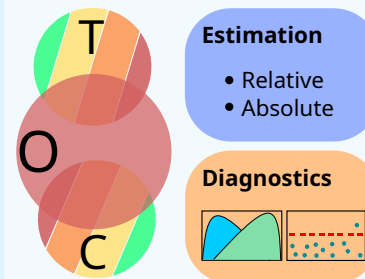 T
O
C
Estimation
• Relative
• Absolute
Diagnostics